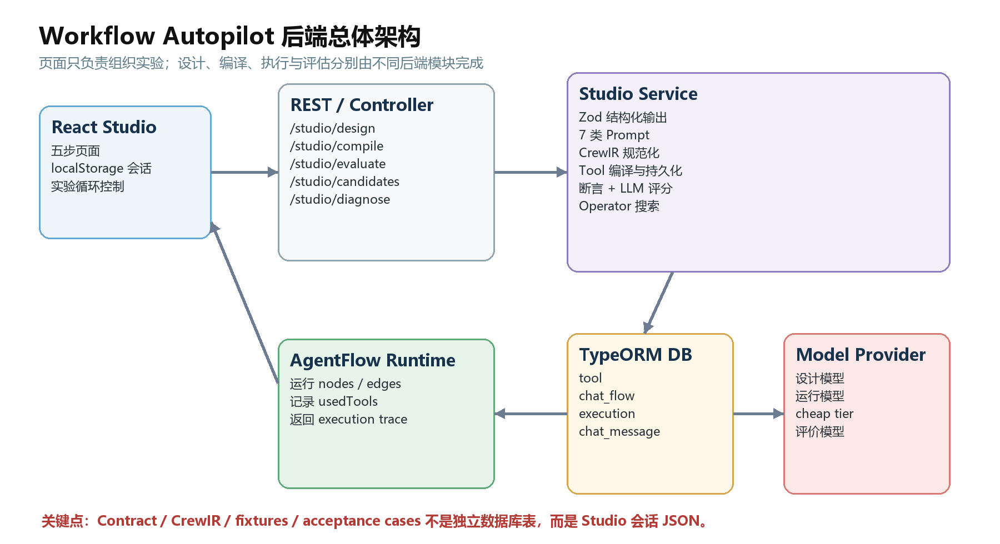 Workflow Autopilot 后端总体架构
页面只负责组织实验；设计、编译、执行与评估分别由不同后端模块完成
React Studio
五步页面
localStorage 会话
实验循环控制
REST / Controller
/studio/design
/studio/compile
/studio/evaluate
/studio/candidates
/studio/diagnose
Studio Service
Zod 结构化输出
7 类 Prompt
CrewIR 规范化
Tool 编译与持久化
断言 + LLM 评分
Operator 搜索
AgentFlow Runtime
运行 nodes / edges
记录 usedTools
返回 execution trace
TypeORM DB
tool
chat_flow
execution
chat_message
Model Provider
设计模型
运行模型
cheap tier
评价模型
关键点：Contract / CrewIR / fixtures / acceptance cases 不是独立数据库表，而是 Studio 会话 JSON。